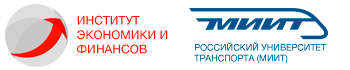 ИНСТИТУТ
ЭКОНОМИКИ И
ФИНАНСОВ
МИИТ
РОССИЙСКИЙ УНИВЕРСИТЕТ
ТРАНСПОРТА (МИИТ)